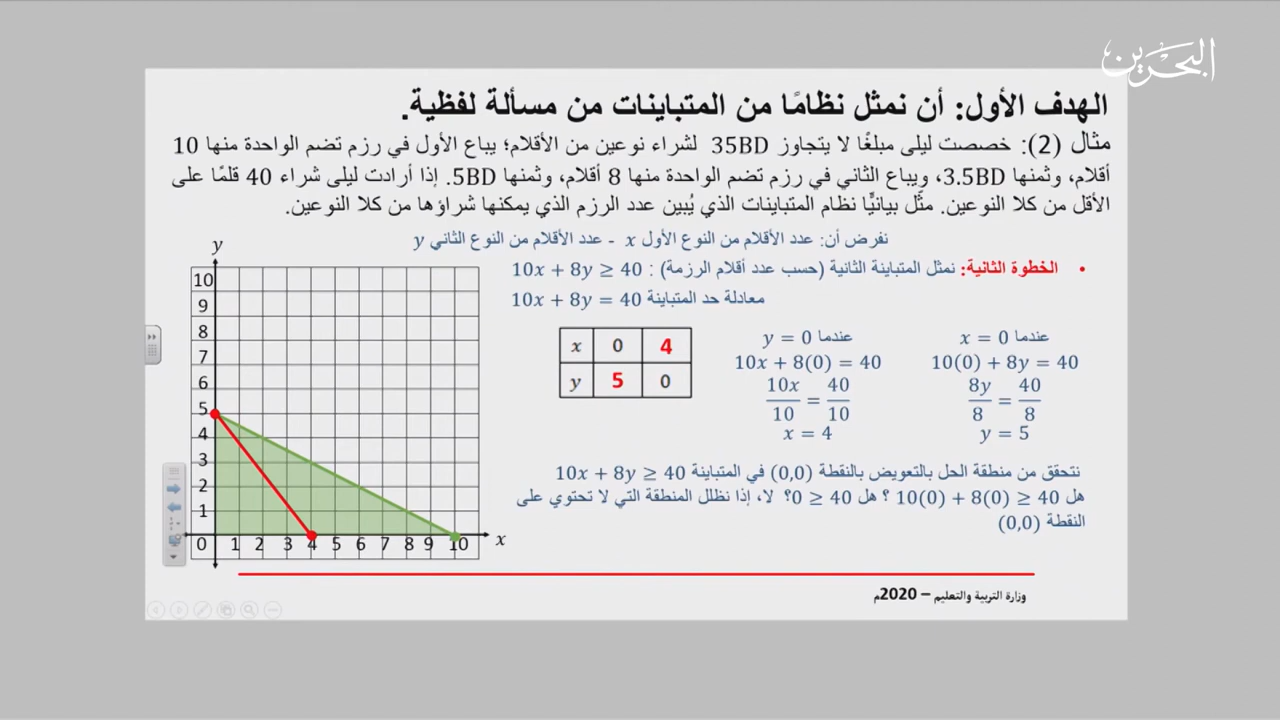 البحرين
الهدف الأول: أن نمثل نظامًا من المتباينات من مسألة لفظية.
مثال (2): خصصت ليلى مبلغًا لا يتجاوز 35BD لشراء نوعين من الأقلام؛ يباع الأول في رزم تضم الواحدة منها 10
أقلام، وثمنها 3.5BD، ويباع الثاني في رزم تضم الواحدة منها 8 أقلام، وثمنها 5BD. إذا أرادت ليلى شراء 40 قلمًا على
الأقل من كلا النوعين. مثّل بيانيًّا نظام المتباينات الذي يُبين عدد الرزم الذي يمكنها شراؤها من كلا النوعين.
نفرض أن: عدد الأقلام من النوع الأول x - عدد الأقلام من النوع الثاني y
• الخطوة الثانية: نمثل المتباينة الثانية (حسب عدد أقلام الرزمة) : 10x + 8y ≥ 40
معادلة حد المتباينة 10x + 8y = 40
عندما x = 0
10(0) + 8y = 40
8y/8 = 40/8
y = 5
عندما y = 0
10x + 8(0) = 40
10x/10 = 40/10
x = 4
x 0 4
y 5 0
نتحقق من منطقة الحل بالتعويض بالنقطة (0,0) في المتباينة 10x + 8y ≥ 40
هل 10(0) + 8(0) ≥ 40 ؟ هل 0 ≥ 40؟ لا، إذا نظلل المنطقة التي لا تحتوي على
النقطة (0,0)
y
10
9
8
7
6
5
4
3
2
1
0 1 2 3 4 5 6 7 8 9 10 x
وزارة التربية والتعليم – 2020م